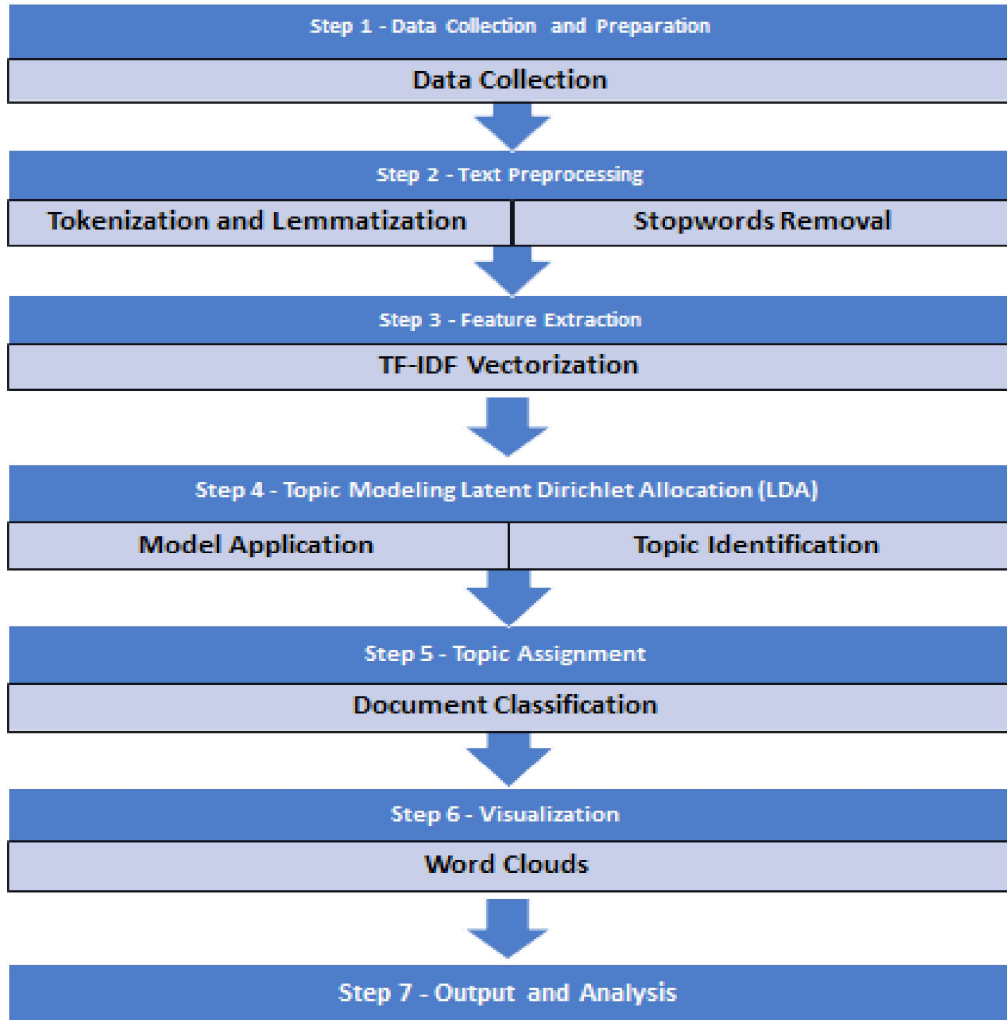 Step 1 - Data Collection and Preparation
Data Collection
Step 2 - Text Preprocessing
Tokenization and Lemmatization
Stopwords Removal
Step 3 - Feature Extraction
TF-IDF Vectorization
Step 4 - Topic Modeling Latent Dirichlet Allocation (LDA)
Model Application
Topic Identification
Step 5 - Topic Assignment
Document Classification
Step 6 - Visualization
Word Clouds
Step 7 - Output and Analysis